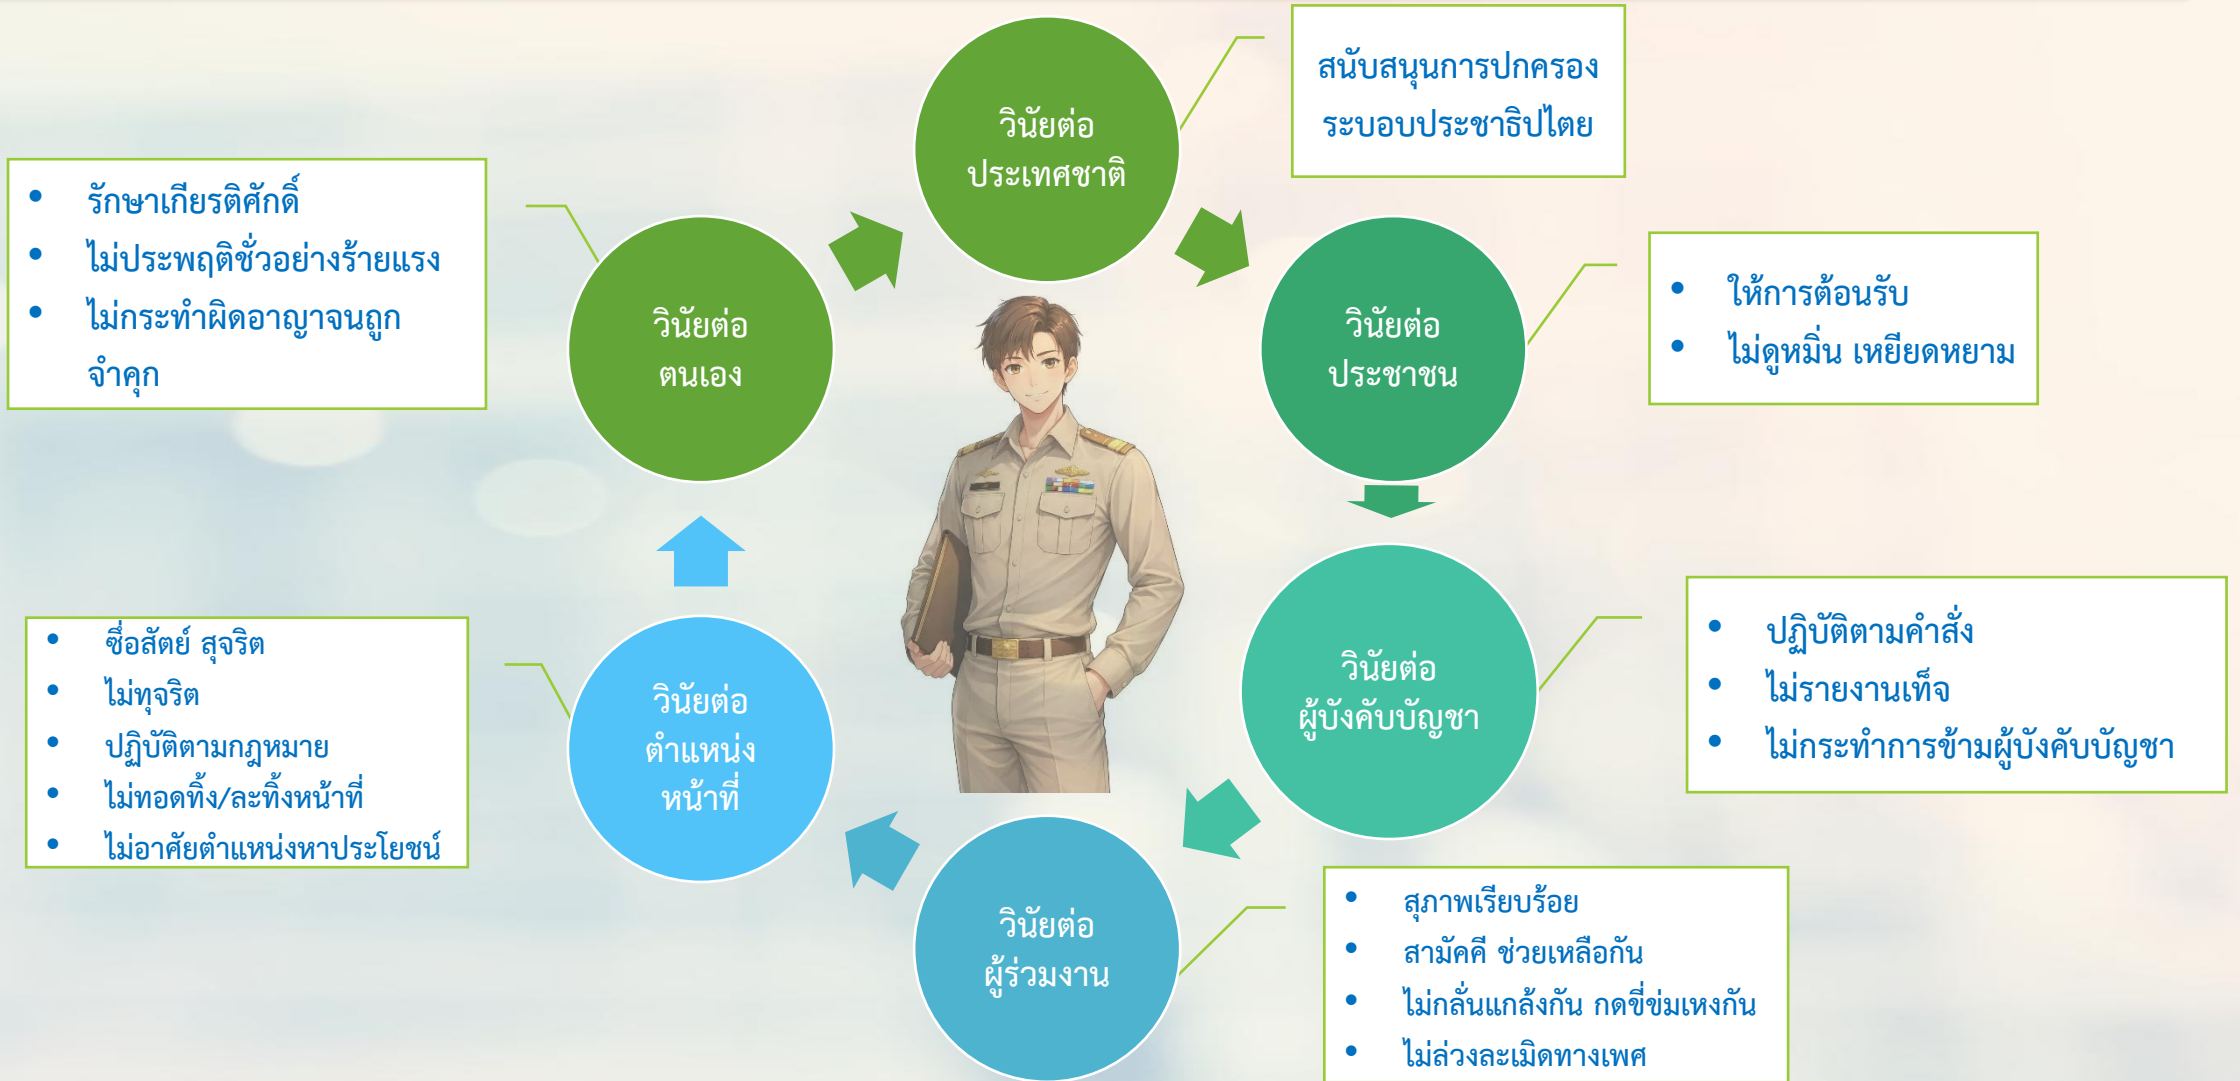 วินัยต่อ
ประเทศชาติ
สนับสนุนการปกครอง
ระบอบประชาธิปไตย
วินัยต่อ
ประชาชน
• ให้การต้อนรับ
• ไม่ดูหมิ่น เหยียดหยาม
วินัยต่อ
ผู้บังคับบัญชา
• ปฏิบัติตามคำสั่ง
• ไม่รายงานเท็จ
• ไม่กระทำการข้ามผู้บังคับบัญชา
วินัยต่อ
ผู้ร่วมงาน
• สุภาพเรียบร้อย
• สามัคคี ช่วยเหลือกัน
• ไม่กลั่นแกล้งกัน กดขี่ข่มเหงกัน
• ไม่ล่วงละเมิดทางเพศ
วินัยต่อ
ตำแหน่ง
หน้าที่
• ซื่อสัตย์ สุจริต
• ไม่ทุจริต
• ปฏิบัติตามกฎหมาย
• ไม่ทอดทิ้ง/ละทิ้งหน้าที่
• ไม่อาศัยตำแหน่งหาประโยชน์
วินัยต่อ
ตนเอง
• รักษาเกียรติศักดิ์
• ไม่ประพฤติชั่วอย่างร้ายแรง
• ไม่กระทำผิดอาญาจนถูก
จำคุก